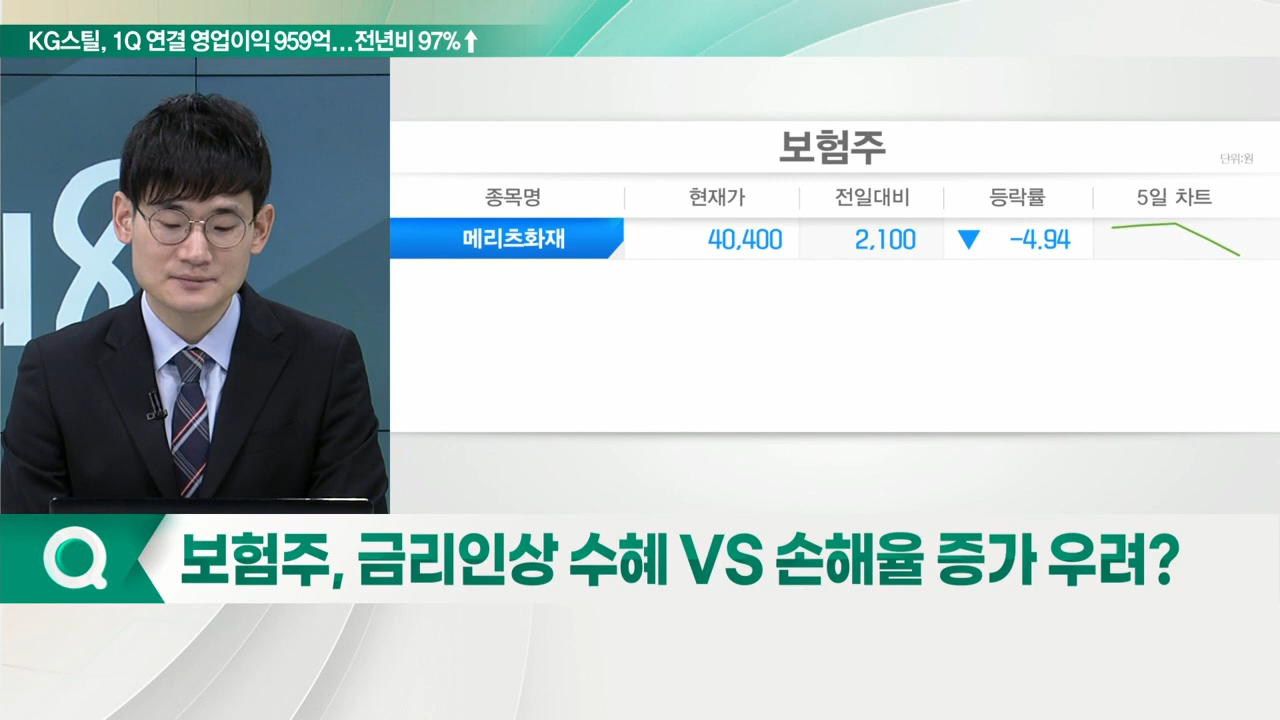 KG스틸, 1Q 연결 영업이익 959억...전년비 97%⬆
보험주
단위:원
종목명 현재가 전일대비 등락률 5일 차트
메리츠화재 40,400 2,100 ▼ -4.94
보험주, 금리인상 수혜 VS 손해율 증가 우려?